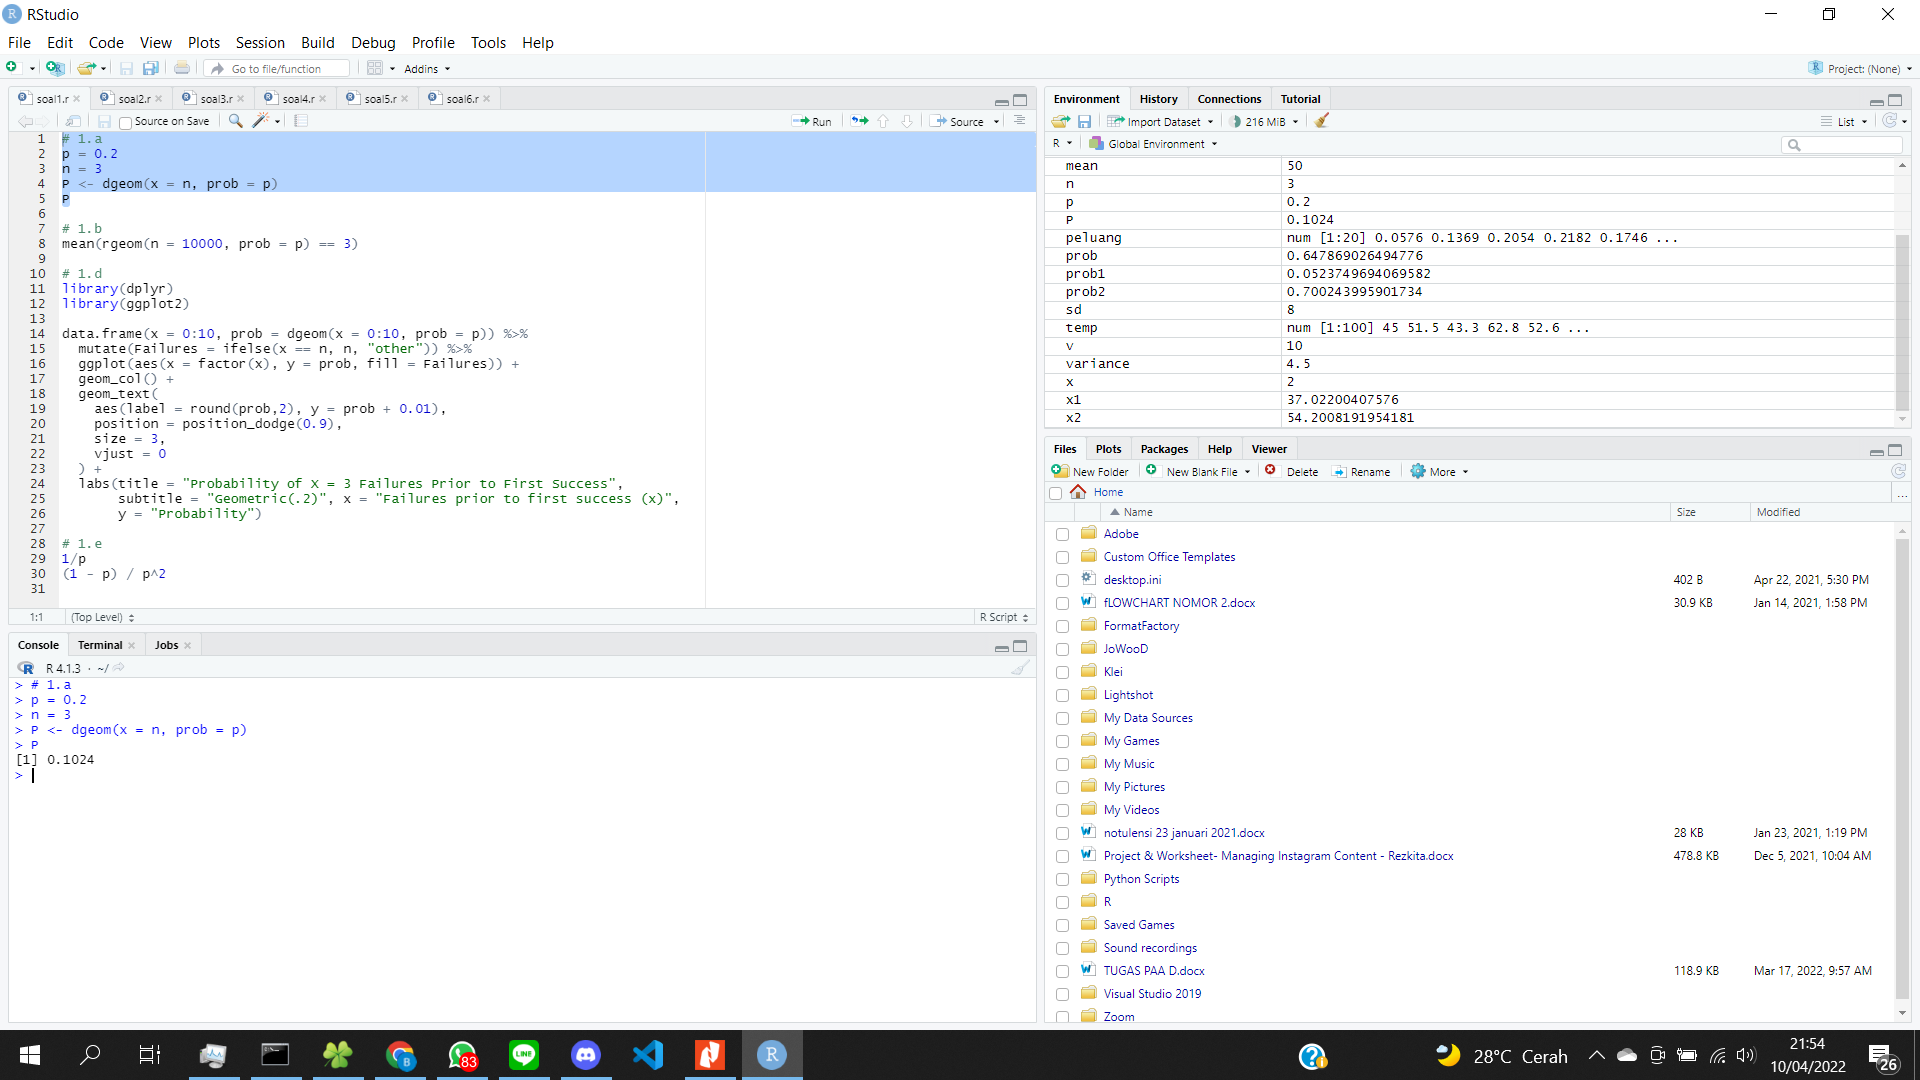 RStudio
File Edit Code View Plots Session Build Debug Profile Tools Help
Go to file/function Addins Project: (None)
soal1.r soal2.r soal3.r soal4.r soal5.r soal6.r
Source on Save Run Source
1 # 1.a
2 p = 0.2
3 n = 3
4 P <- dgeom(x = n, prob = p)
5 P
6
7 # 1.b
8 mean(rgeom(n = 10000, prob = p) == 3)
9
10 # 1.d
11 library(dplyr)
12 library(ggplot2)
13
14 data.frame(x = 0:10, prob = dgeom(x = 0:10, prob = p)) %>%
15 mutate(Failures = ifelse(x == n, n, "other")) %>%
16 ggplot(aes(x = factor(x), y = prob, fill = Failures)) +
17 geom_col() +
18 geom_text(
19 aes(label = round(prob,2), y = prob + 0.01),
20 position = position_dodge(0.9),
21 size = 3,
22 vjust = 0
23 ) +
24 labs(title = "Probability of X = 3 Failures Prior to First Success",
25 subtitle = "Geometric(.2)", x = "Failures prior to first success (x)",
26 y = "Probability")
27
28 # 1.e
29 1/p
30 (1 - p) / p^2
31
1:1 (Top Level) R Script
Console Terminal Jobs
R 4.1.3 · ~/
> # 1.a
> p = 0.2
> n = 3
> P <- dgeom(x = n, prob = p)
> P
[1] 0.1024
>
Environment History Connections Tutorial
Import Dataset 216 MiB List
R Global Environment
mean 50
n 3
p 0.2
P 0.1024
peluang num [1:20] 0.0576 0.1369 0.2054 0.2182 0.1746 ...
prob 0.647869026494776
prob1 0.0523749694069582
prob2 0.700243995901734
sd 8
temp num [1:100] 45 51.5 43.3 62.8 52.6 ...
v 10
variance 4.5
x 2
x1 37.02200407576
x2 54.2008191954181
Files Plots Packages Help Viewer
New Folder New Blank File Delete Rename More
Home ...
Name Size Modified
Adobe
Custom Office Templates
desktop.ini 402 B Apr 22, 2021, 5:30 PM
fLOWCHART NOMOR 2.docx 30.9 KB Jan 14, 2021, 1:58 PM
FormatFactory
JoWooD
Klei
Lightshot
My Data Sources
My Games
My Music
My Pictures
My Videos
notulensi 23 januari 2021.docx 28 KB Jan 23, 2021, 1:19 PM
Project & Worksheet- Managing Instagram Content - Rezkita.docx 478.8 KB Dec 5, 2021, 10:04 AM
Python Scripts
R
Saved Games
Sound recordings
TUGAS PAA D.docx 118.9 KB Mar 17, 2022, 9:57 AM
Visual Studio 2019
Zoom
B 83 LINE R 28°C Cerah 21:54
10/04/2022 26